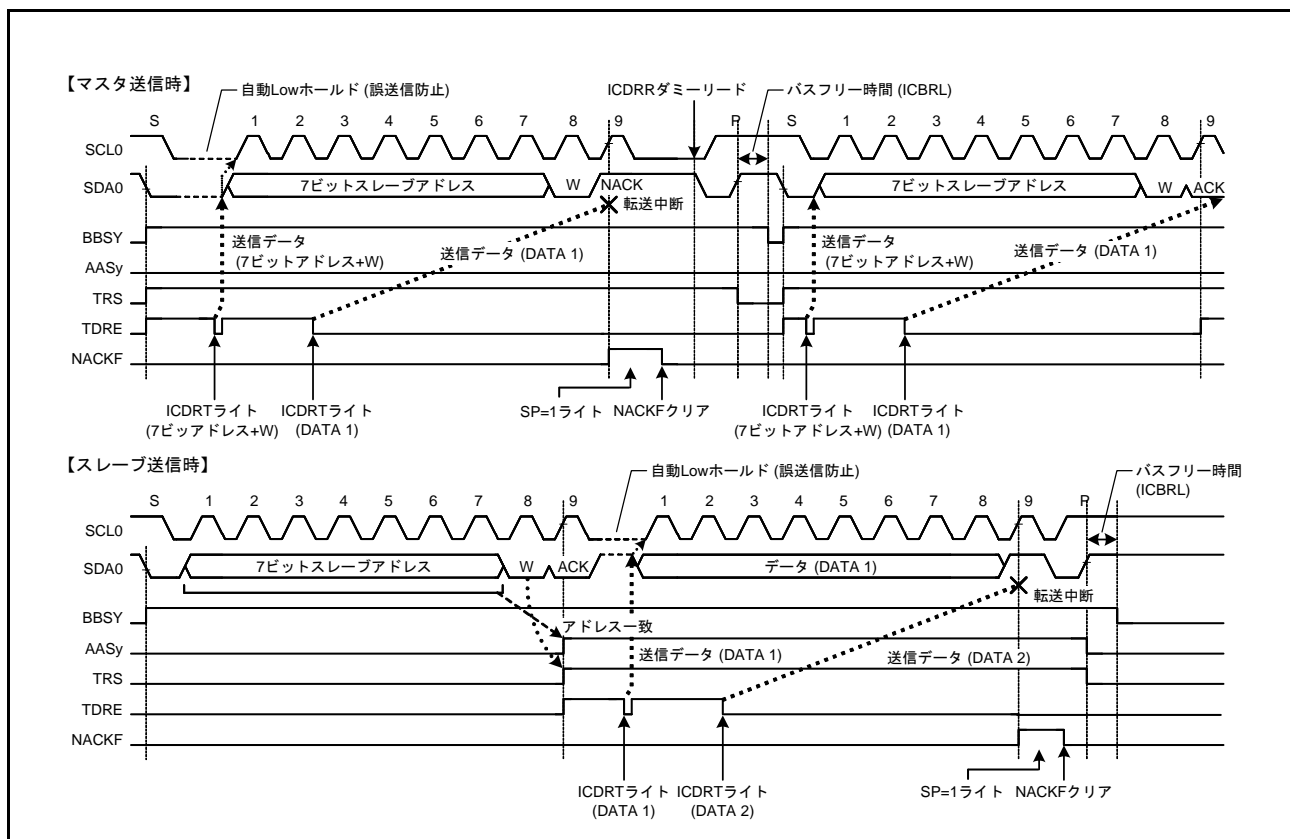 【マスタ送信時】
自動Lowホールド (誤送信防止)
ICDRRダミーリード
バスフリー時間 (ICBRL)
S 1 2 3 4 5 6 7 8 9 P S 1 2 3 4 5 6 7 8 9
SCL0
SDA0
7ビットスレーブアドレス
W
NACK
7ビットスレーブアドレス
W
ACK
転送中断
BBSY
送信データ
(7ビットアドレス+W)
送信データ (DATA 1)
送信データ
(7ビットアドレス+W)
送信データ (DATA 1)
AASy
TRS
TDRE
NACKF
ICDRTライト
(7ビッアドレス+W)
ICDRTライト
(DATA 1)
SP=1ライト
NACKFクリア
ICDRTライト
(7ビットアドレス+W)
ICDRTライト
(DATA 1)
【スレーブ送信時】
自動Lowホールド (誤送信防止)
バスフリー時間
(ICBRL)
S 1 2 3 4 5 6 7 8 9 1 2 3 4 5 6 7 8 9 P
SCL0
SDA0
7ビットスレーブアドレス
W
ACK
データ (DATA 1)
転送中断
BBSY
アドレス一致
AASy
送信データ (DATA 1)
送信データ (DATA 2)
TRS
TDRE
NACKF
ICDRTライト
(DATA 1)
ICDRTライト
(DATA 2)
SP=1ライト
NACKFクリア